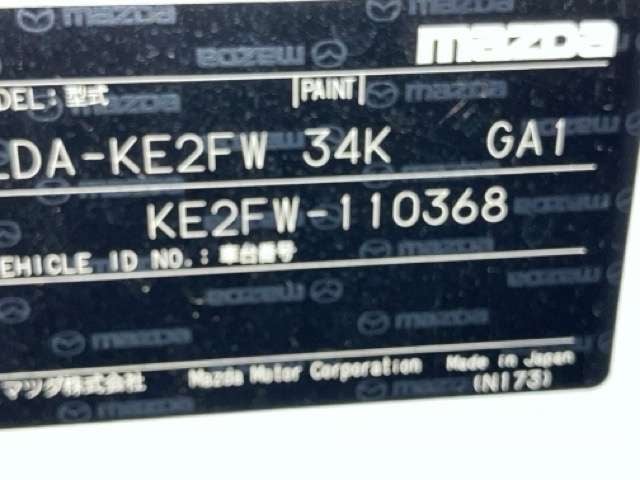 mazda
DEL: 型式 PAINT
LDA-KE2FW 34K GA1
KE2FW-110368
EHICLE ID NO.: 車台番号
マツダ株式会社 Mazda Motor Corporation Made in Japan
(N173)